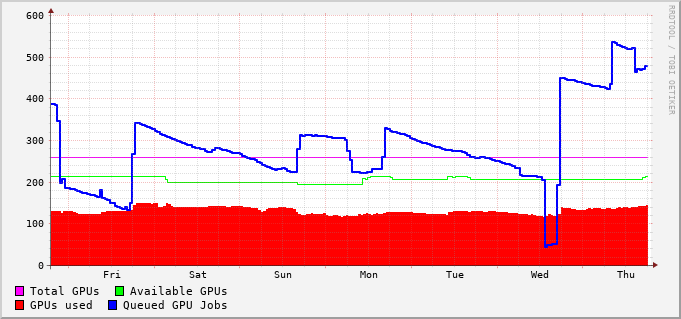 600
500
400
300
200
100
0
Fri Sat Sun Mon Tue Wed Thu
Total GPUs Available GPUs
GPUs used Queued GPU Jobs
RRDTOOL / TOBI OETIKER